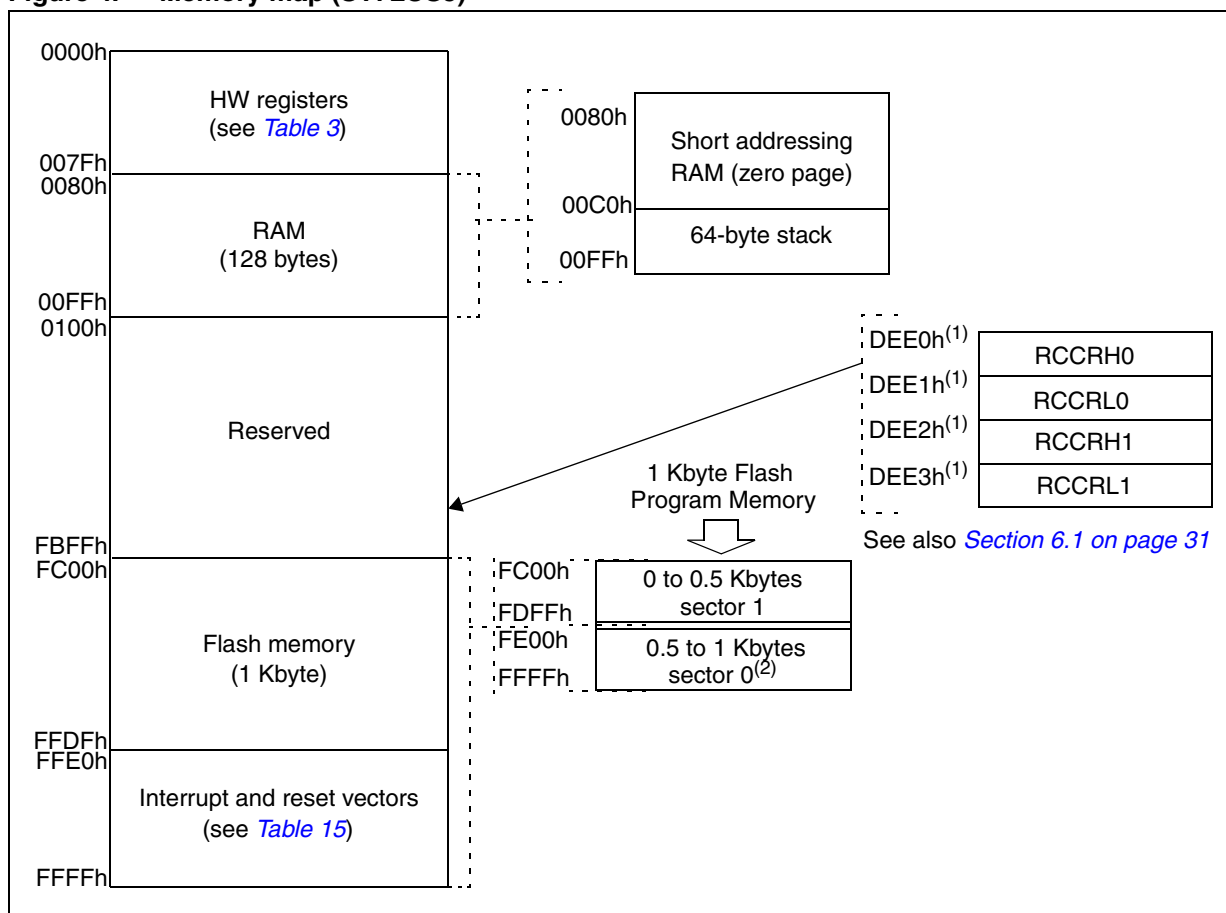 0000h
HW registers
(see Table 3)
007Fh
0080h
RAM
(128 bytes)
00FFh
0100h
Reserved
FBFFh
FC00h
Flash memory
(1 Kbyte)
FFDFh
FFE0h
Interrupt and reset vectors
(see Table 15)
FFFFh
0080h
Short addressing
RAM (zero page)
00C0h
64-byte stack
00FFh
DEE0h(1)
RCCRH0
DEE1h(1)
RCCRL0
DEE2h(1)
RCCRH1
DEE3h(1)
RCCRL1
See also Section 6.1 on page 31
1 Kbyte Flash
Program Memory
FC00h
0 to 0.5 Kbytes
sector 1
FDFFh
FE00h
0.5 to 1 Kbytes
sector 0(2)
FFFFh